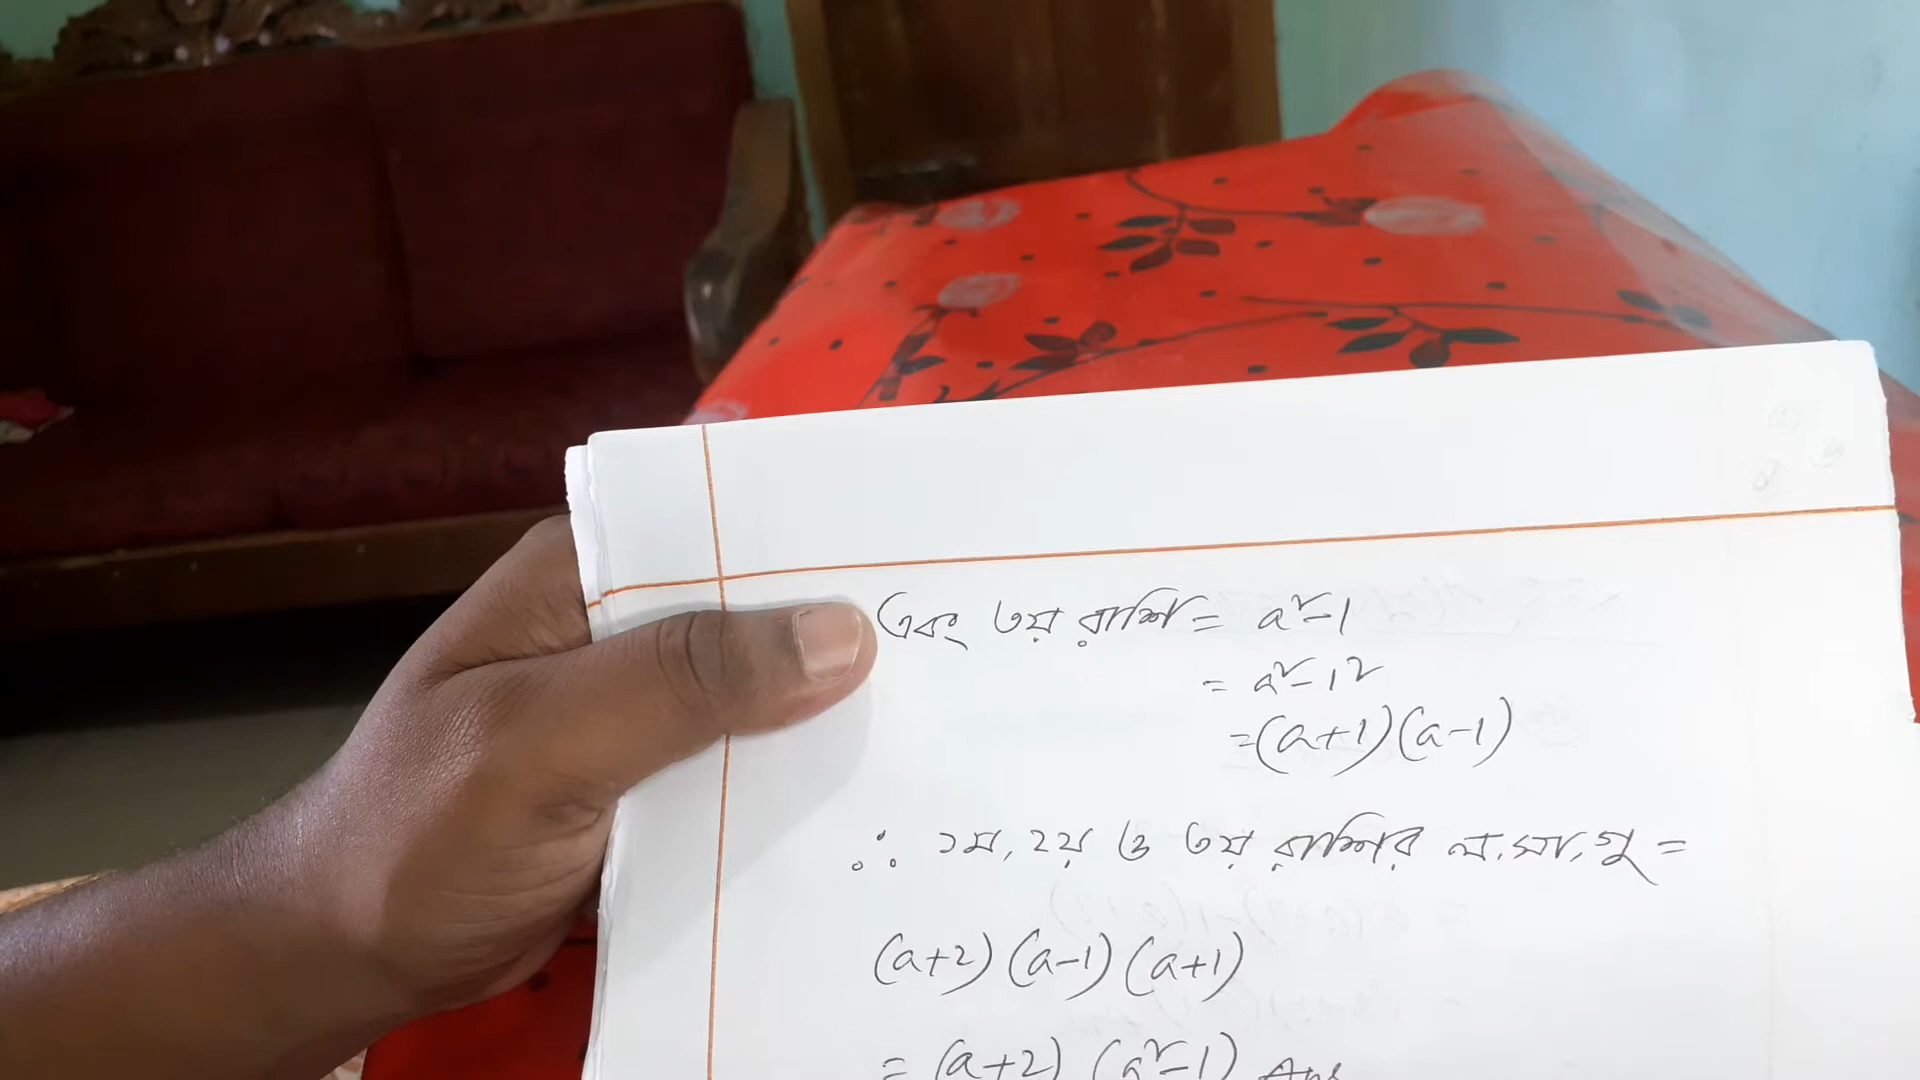 এবং ৩য় রাশি = a²-1
= a²-1²
=(a+1)(a-1)
∴ ১ম, ২য় ও ৩য় রাশির ল.সা.গু =
(a+2)(a-1)(a+1)
= (a+2) (a²-1) Ans